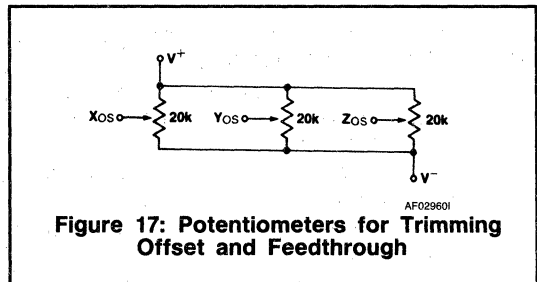 V+
XOS 20k YOS 20k ZOS 20k
V-
AF02960I
Figure 17: Potentiometers for Trimming
Offset and Feedthrough